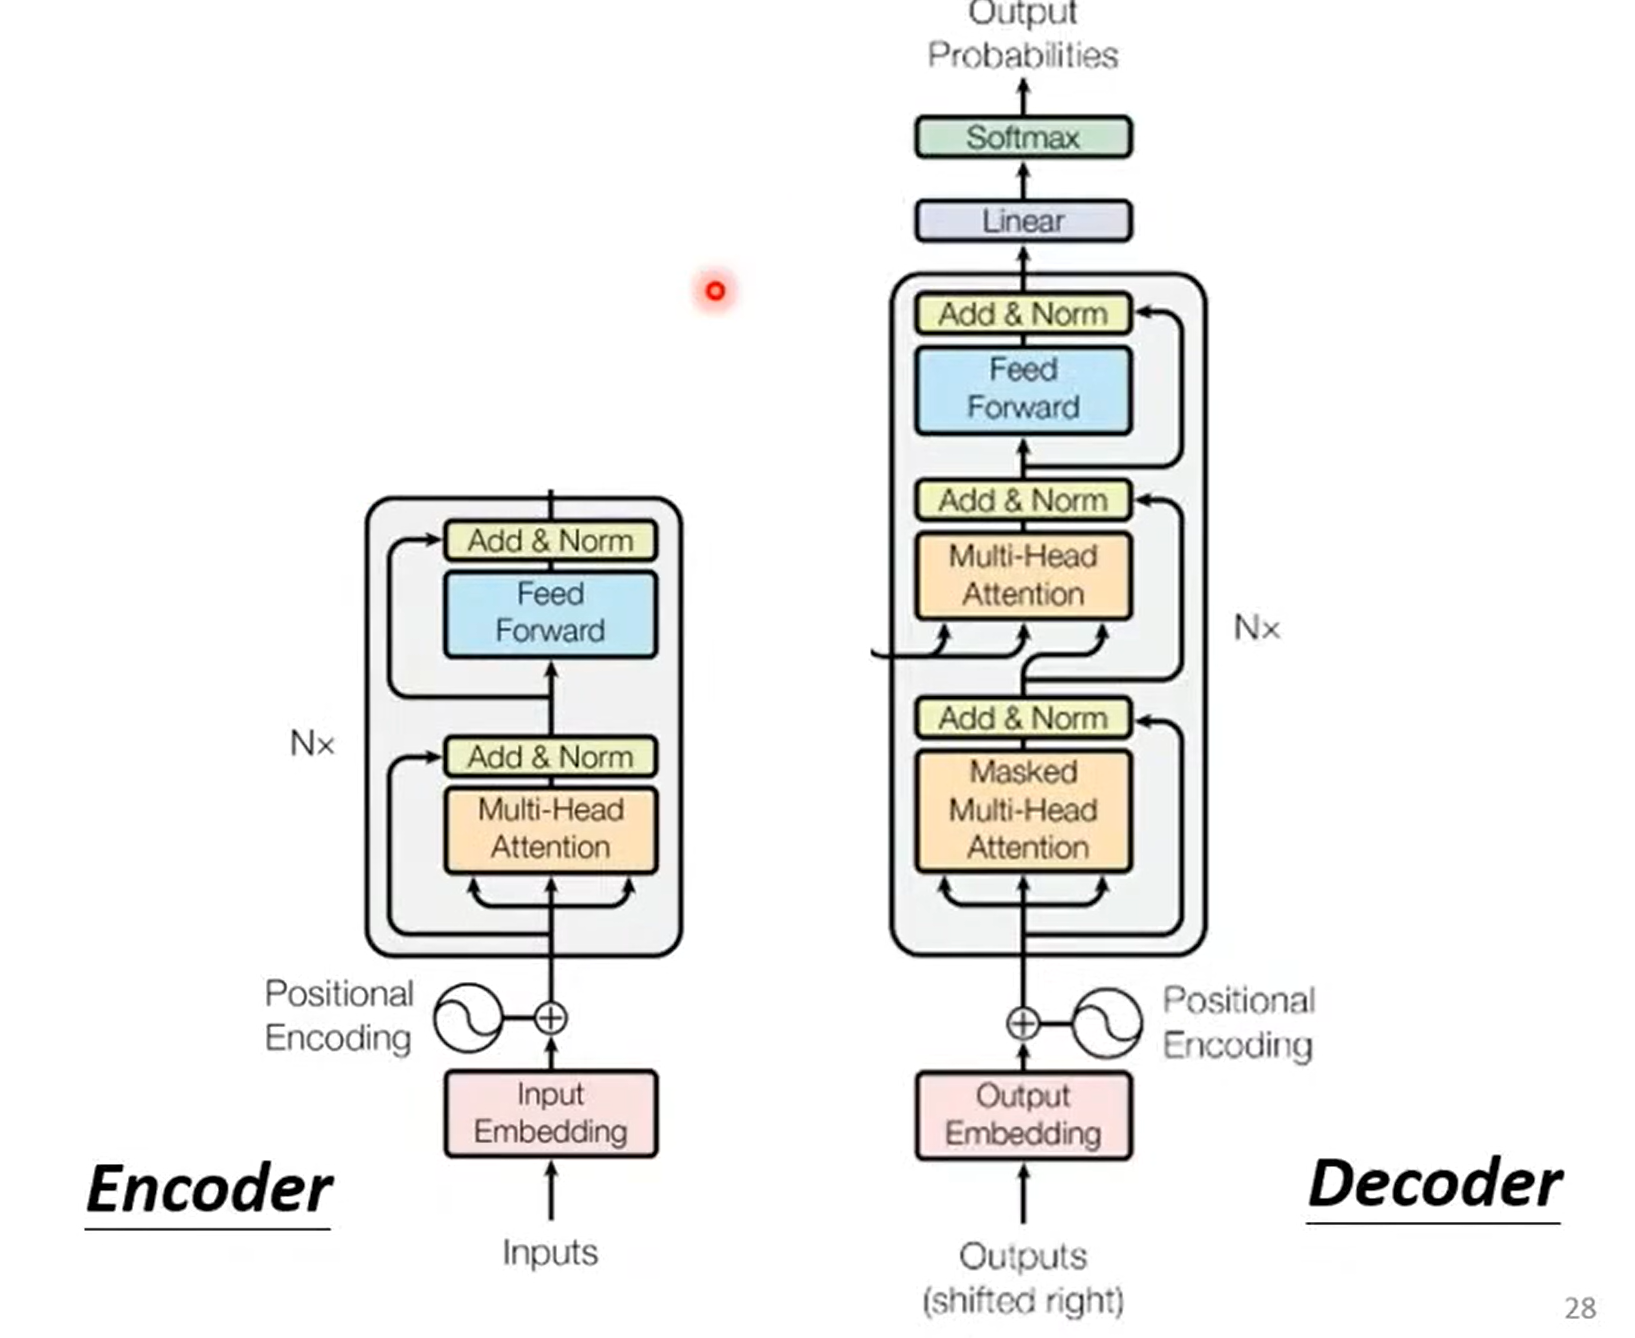 Output
Probabilities
Softmax
Linear
Add & Norm
Feed
Forward
Add & Norm
Multi-Head
Attention
Nx
Add & Norm
Masked
Multi-Head
Attention
Positional
Encoding
Output
Embedding
Outputs
(shifted right)
Decoder
Add & Norm
Feed
Forward
Nx
Add & Norm
Multi-Head
Attention
Positional
Encoding
Input
Embedding
Inputs
Encoder
28